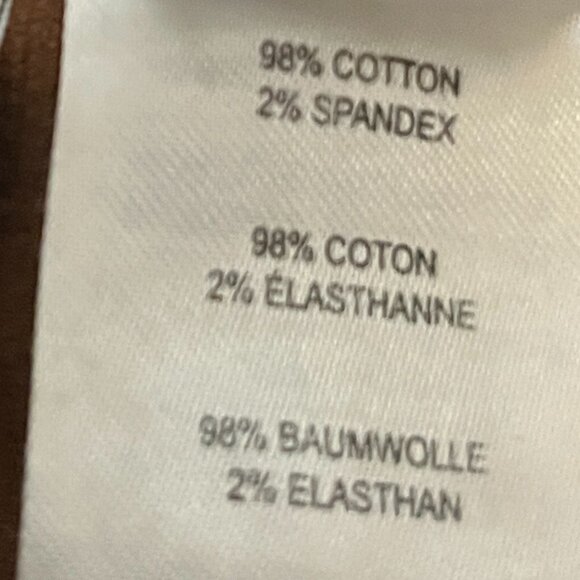 98% COTTON
2% SPANDEX
98% COTON
2% ÉLASTHANNE
98% BAUMWOLLE
2% ELASTHAN